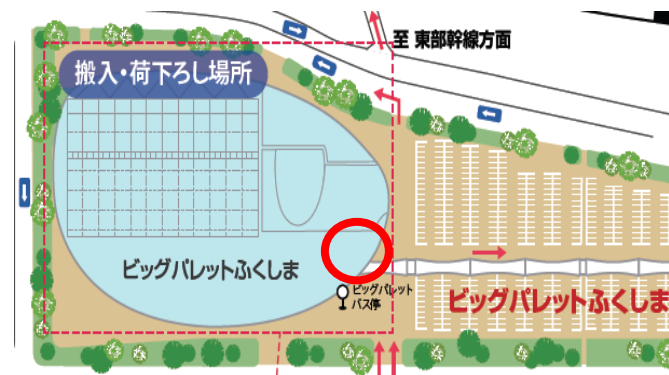 至 東部幹線方面
搬入・荷下ろし場所
ビッグパレットふくしま
ビッグパレット
バス停
ビッグパレットふくしま